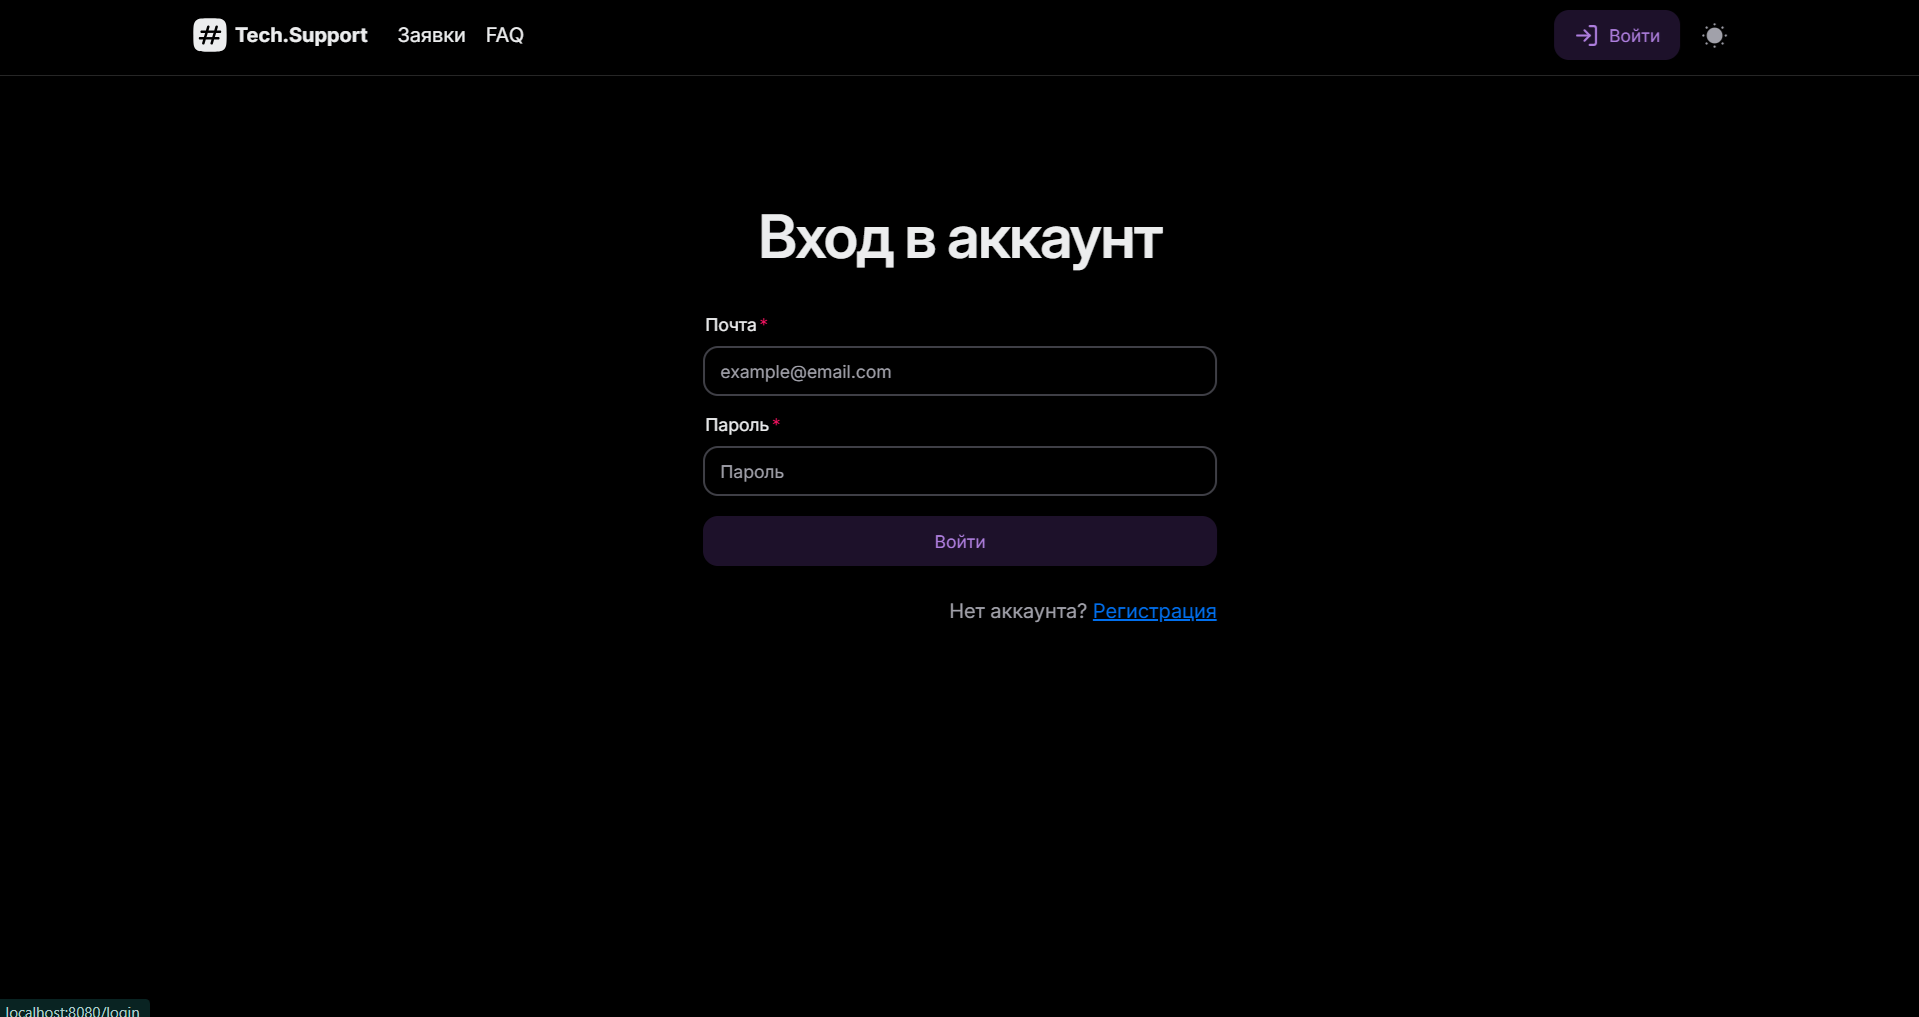 # Tech.Support Заявки FAQ Войти
Вход в аккаунт
Почта*
example@email.com
Пароль*
Пароль
Войти
Нет аккаунта? Регистрация
localhost:8080/login